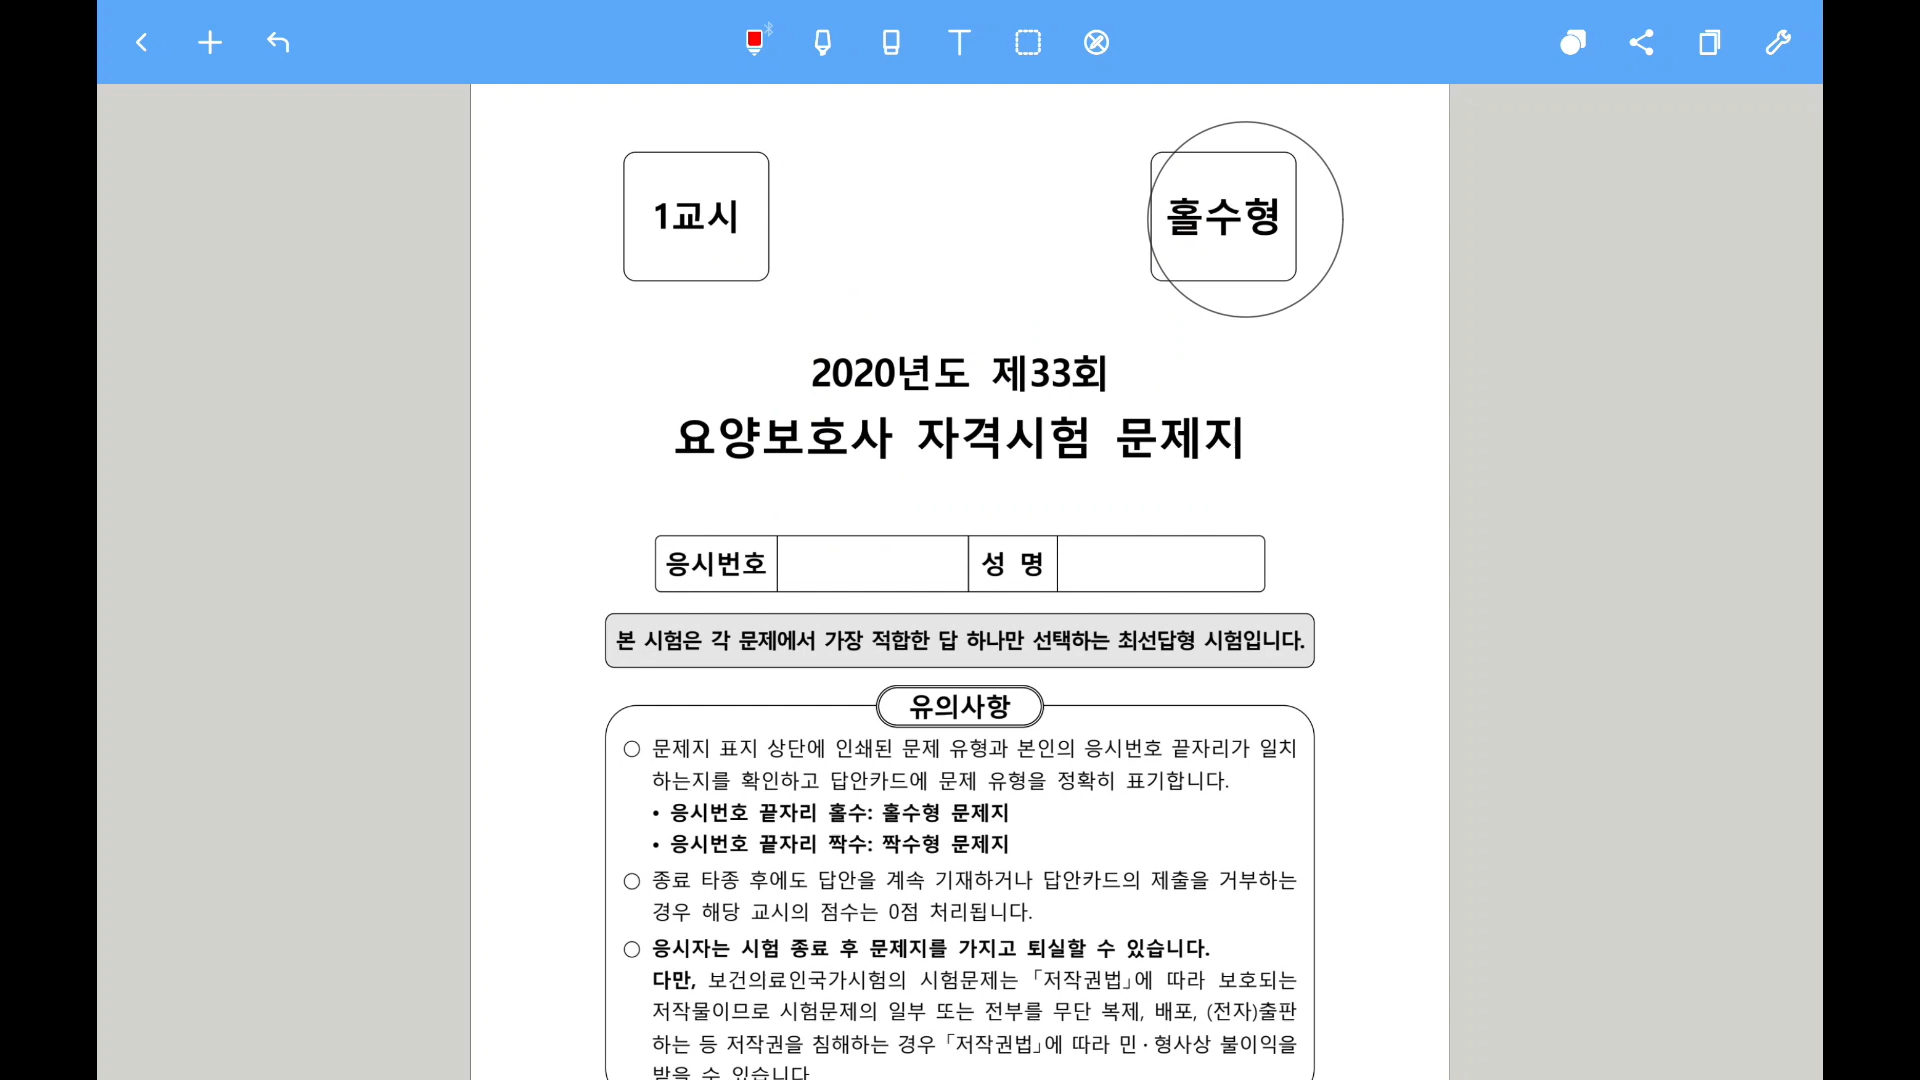 1교시
홀수형
2020년도 제33회
요양보호사 자격시험 문제지
응시번호
성 명
본 시험은 각 문제에서 가장 적합한 답 하나만 선택하는 최선답형 시험입니다.
유의사항
○ 문제지 표지 상단에 인쇄된 문제 유형과 본인의 응시번호 끝자리가 일치
하는지를 확인하고 답안카드에 문제 유형을 정확히 표기합니다.
• 응시번호 끝자리 홀수: 홀수형 문제지
• 응시번호 끝자리 짝수: 짝수형 문제지
○ 종료 타종 후에도 답안을 계속 기재하거나 답안카드의 제출을 거부하는
경우 해당 교시의 점수는 0점 처리됩니다.
○ 응시자는 시험 종료 후 문제지를 가지고 퇴실할 수 있습니다.
다만, 보건의료인국가시험의 시험문제는 「저작권법」에 따라 보호되는
저작물이므로 시험문제의 일부 또는 전부를 무단 복제, 배포, (전자)출판
하는 등 저작권을 침해하는 경우 「저작권법」에 따라 민·형사상 불이익을
받을 수 있습니다